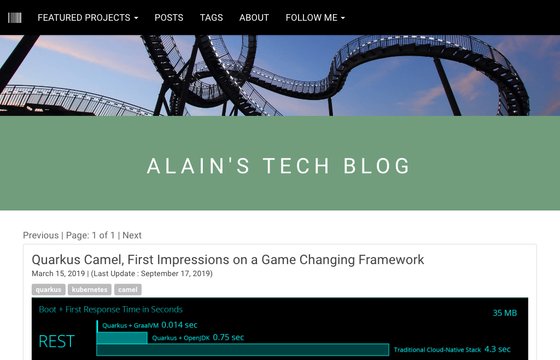 FEATURED PROJECTS POSTS TAGS ABOUT FOLLOW ME
ALAIN'S TECH BLOG
Previous | Page: 1 of 1 | Next
Quarkus Camel, First Impressions on a Game Changing Framework
March 15, 2019 | (Last Update : September 17, 2019)
quarkus kubernetes camel
Boot + First Response Time in Seconds
35 MB
Quarkus + GraalVM 0.014 sec
REST
Quarkus + OpenJDK 0.75 sec
Traditional Cloud-Native Stack 4.3 sec